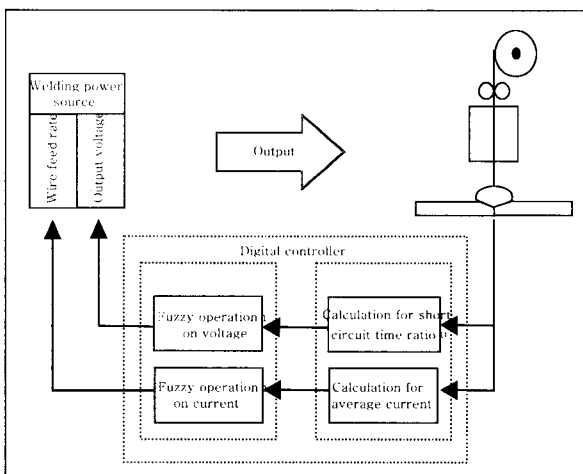 Welding power
source
Wire feed rate
Output voltage
Output
Digital controller
Fuzzy operation
on voltage
Calculation for short
circuit time ratio
Fuzzy operation
on current
Calculation for
average current